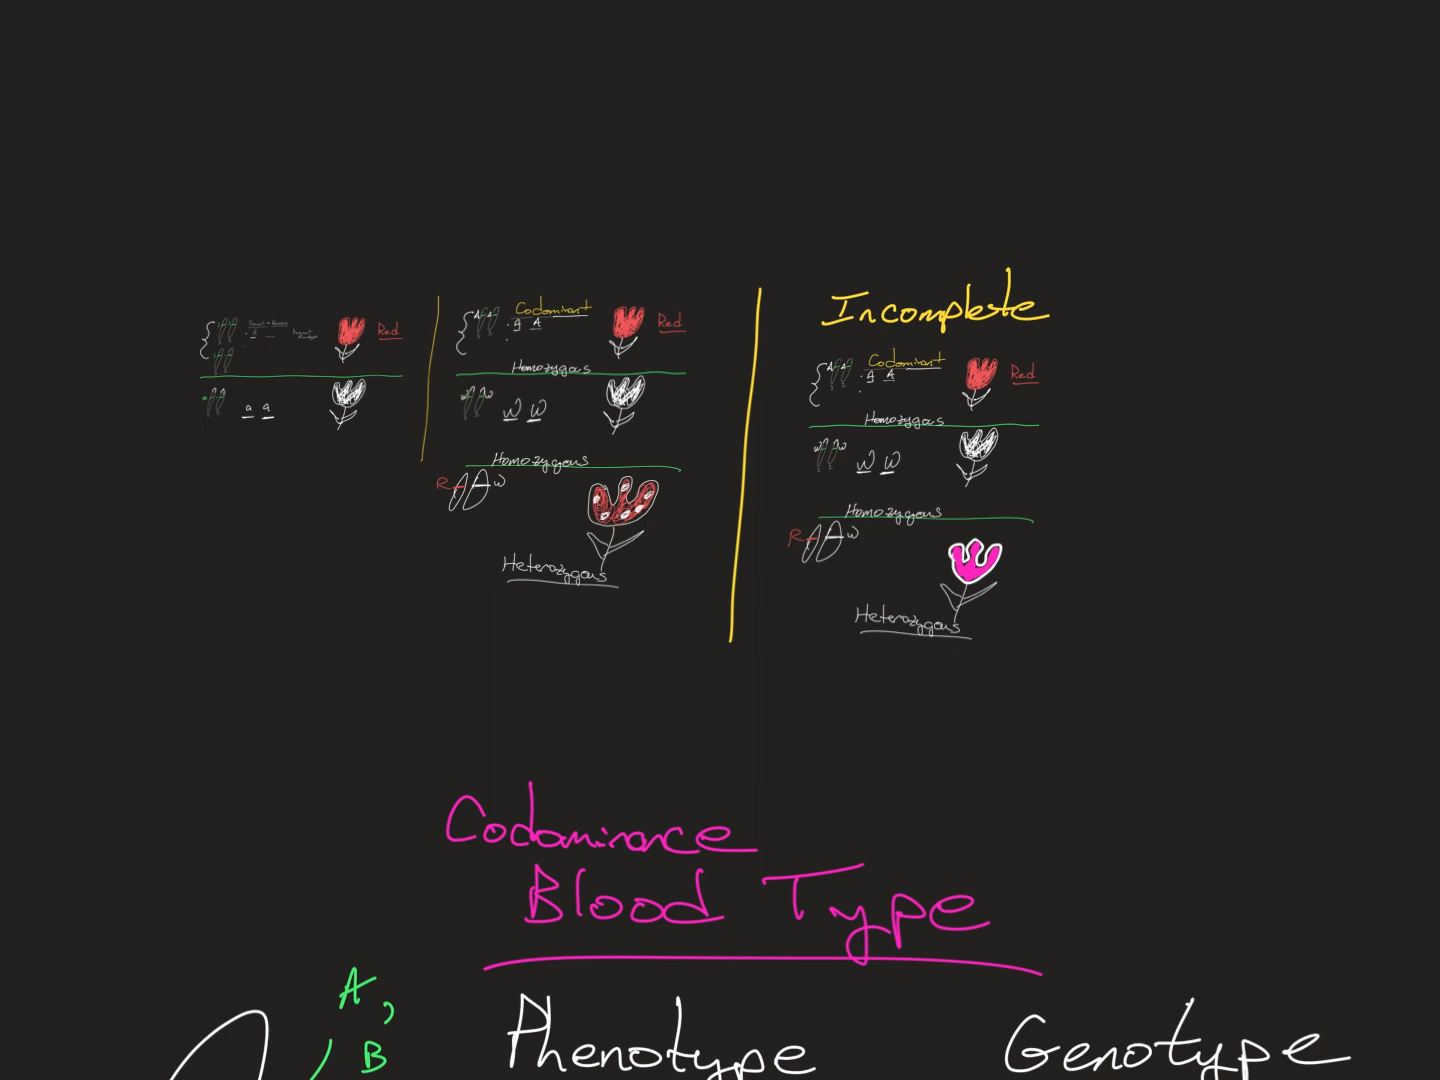 Red
a a
Codominant
A A
A A
Red
Homozygous
w w
W W
Homozygous
R W
Heterozygous
Incomplete
Codominant
A A
A A
Red
Homozygous
w w
W W
Homozygous
R W
Heterozygous
Codominance
Blood Type
A,
B
Phenotype
Genotype